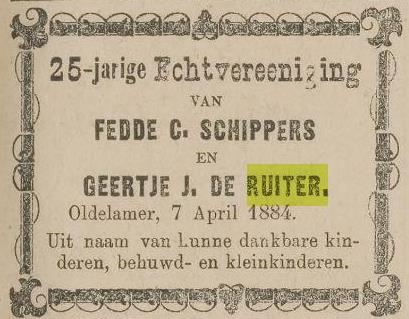 25-jarige Echtvereeniging
VAN
FEDDE C. SCHIPPERS
EN
GEERTJE J. DE RUITER.
Oldelamer, 7 April 1884.
Uit naam van Lunne dankbare kin-
deren, behuwd- en kleinkinderen.